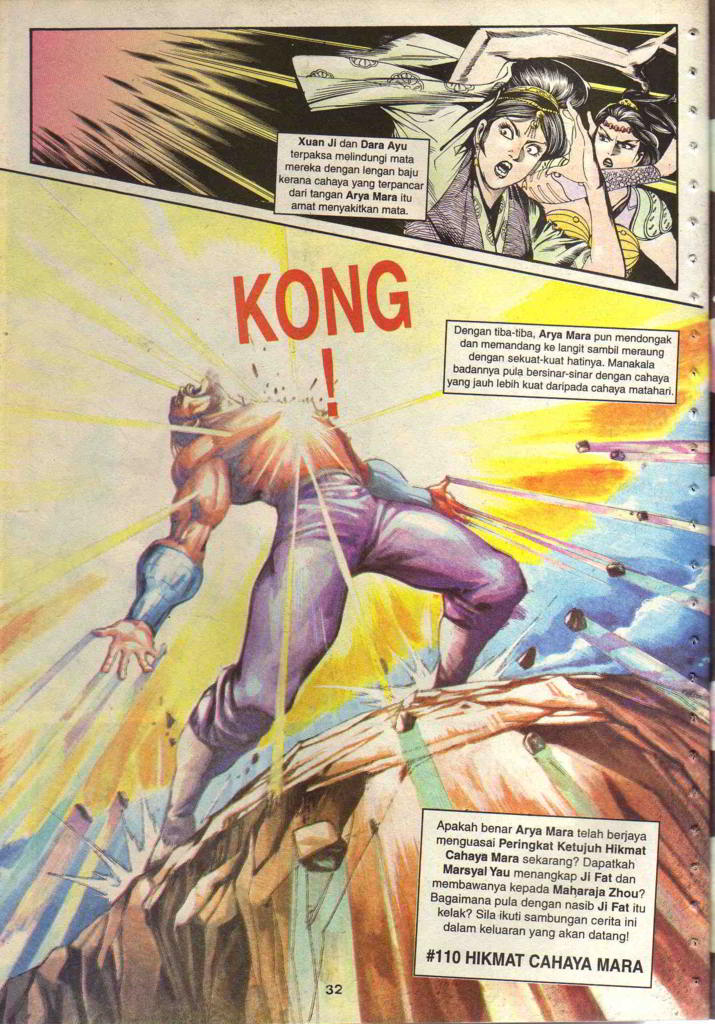 Xuan Ji dan Dara Ayu
terpaksa melindungi mata
mereka dengan lengan baju
kerana cahaya yang terpancar
dari tangan Arya Mara itu
amat menyakitkan mata.
KONG
!
Dengan tiba-tiba, Arya Mara pun mendongak
dan memandang ke langit sambil meraung
dengan sekuat-kuat hatinya. Manakala
badannya pula bersinar-sinar dengan cahaya
yang jauh lebih kuat daripada cahaya matahari.
Apakah benar Arya Mara telah berjaya
menguasai Peringkat Ketujuh Hikmat
Cahaya Mara sekarang? Dapatkah
Marsyal Yau menangkap Ji Fat dan
membawanya kepada Maharaja Zhou?
Bagaimana pula dengan nasib Ji Fat itu
kelak? Sila ikuti sambungan cerita ini
dalam keluaran yang akan datang!
#110 HIKMAT CAHAYA MARA
32